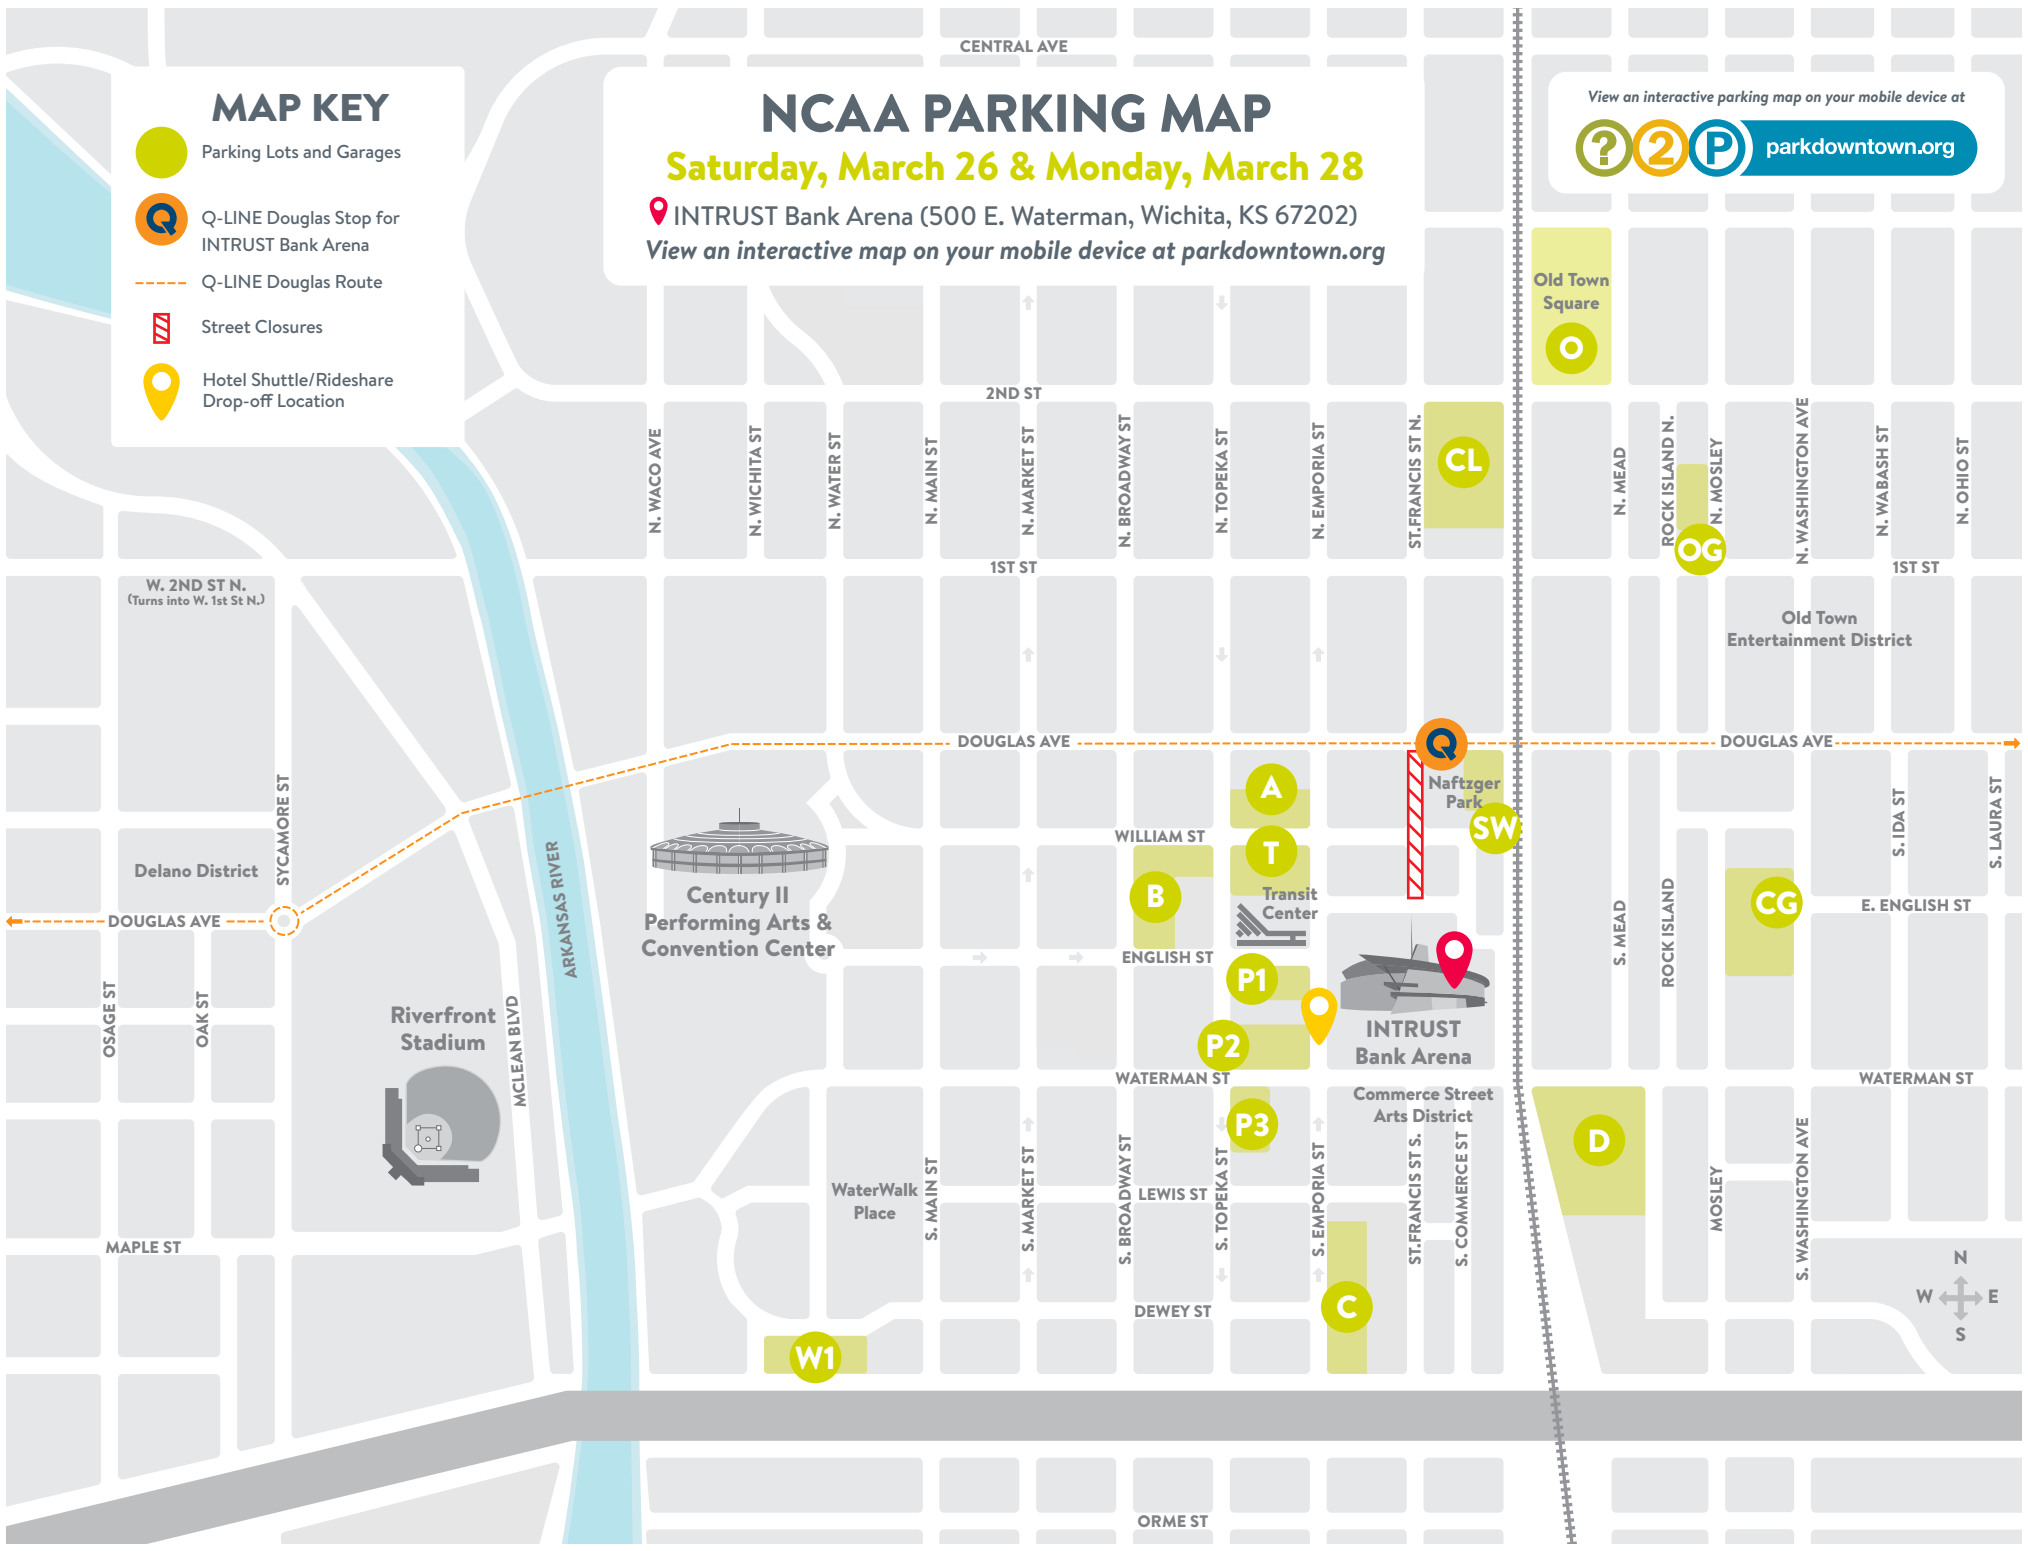 CENTRAL AVE
MAP KEY
Parking Lots and Garages
Q
Q-LINE Douglas Stop for
INTRUST Bank Arena
Q-LINE Douglas Route
Street Closures
Hotel Shuttle/Rideshare
Drop-off Location
NCAA PARKING MAP
Saturday, March 26 & Monday, March 28
INTRUST Bank Arena (500 E. Waterman, Wichita, KS 67202)
View an interactive map on your mobile device at parkdowntown.org
View an interactive parking map on your mobile device at
? 2 P parkdowntown.org
Old Town
Square
O
2ND ST
N. WACO AVE
N. WICHITA ST
N. WATER ST
N. MAIN ST
N. MARKET ST
N. BROADWAY ST
N. TOPEKA ST
N. EMPORIA ST
ST.FRANCIS ST N.
CL
N. MEAD
ROCK ISLAND N.
N. MOSLEY
N. WASHINGTON AVE
N. WABASH ST
N. OHIO ST
OG
1ST ST
1ST ST
W. 2ND ST N.
(Turns into W. 1st St N.)
Old Town
Entertainment District
DOUGLAS AVE
Q
DOUGLAS AVE
Naftzger
Park
SW
A
WILLIAM ST
T
B
Transit
Center
SYCAMORE ST
Delano District
DOUGLAS AVE
ARKANSAS RIVER
Century II
Performing Arts &
Convention Center
S. IDA ST
S. LAURA ST
CG
E. ENGLISH ST
S. MEAD
ROCK ISLAND
ENGLISH ST
P1
P2
INTRUST
Bank Arena
OSAGE ST
OAK ST
Riverfront
Stadium
MCLEAN BLVD
WATERMAN ST
WATERMAN ST
Commerce Street
Arts District
P3
D
WaterWalk
Place
S. MAIN ST
S. MARKET ST
S. BROADWAY ST
LEWIS ST
S. TOPEKA ST
S. EMPORIA ST
ST.FRANCIS ST S.
S. COMMERCE ST
MOSLEY
S. WASHINGTON AVE
MAPLE ST
C
DEWEY ST
W1
N
W E
S
ORME ST